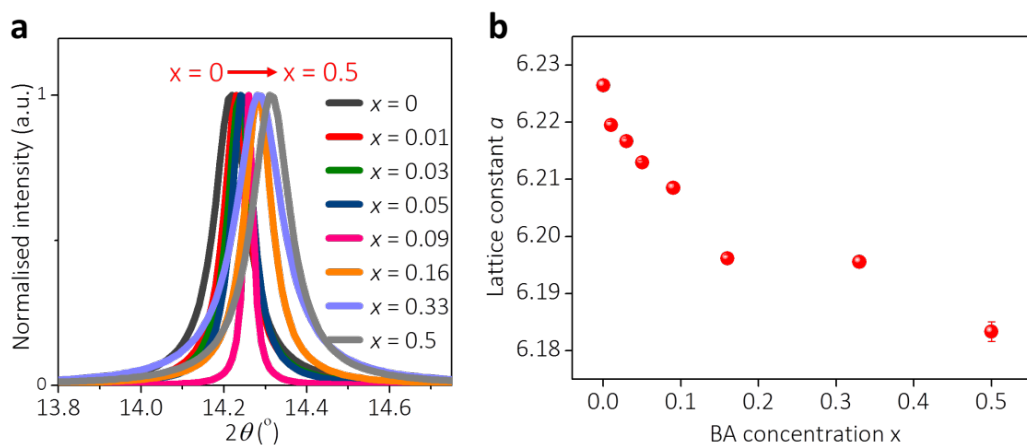 a
x = 0 → x = 0.5
Normalised intensity (a.u.)
1
0
x = 0
x = 0.01
x = 0.03
x = 0.05
x = 0.09
x = 0.16
x = 0.33
x = 0.5
13.8 14.0 14.2 14.4 14.6
2θ (°)
b
Lattice constant a
6.23
6.22
6.21
6.20
6.19
6.18
0.0 0.1 0.2 0.3 0.4 0.5
BA concentration x